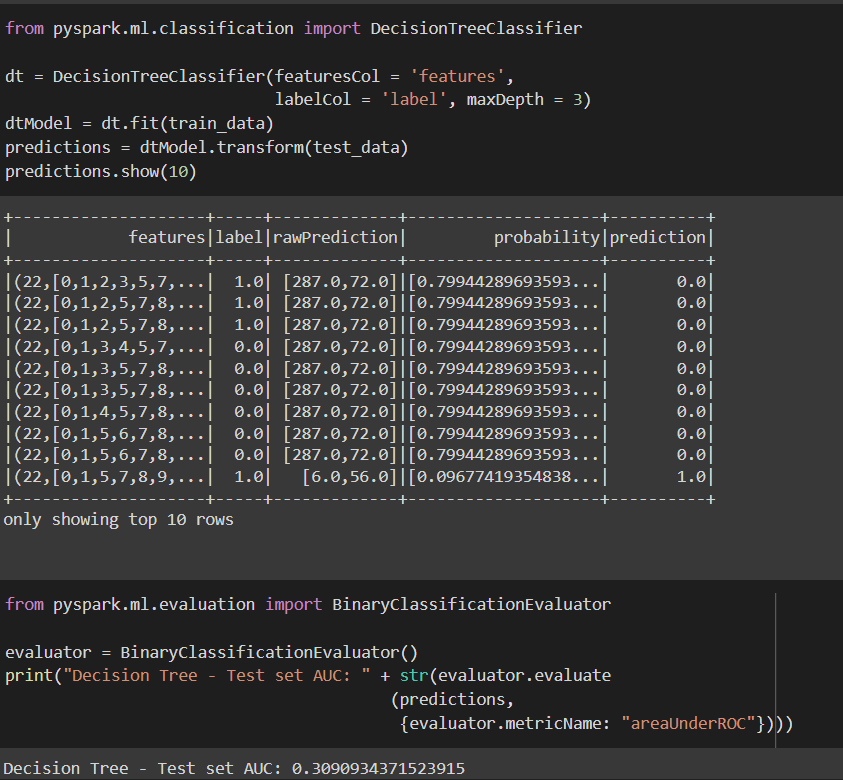 from pyspark.ml.classification import DecisionTreeClassifier
dt = DecisionTreeClassifier(featuresCol = 'features',
labelCol = 'label', maxDepth = 3)
dtModel = dt.fit(train_data)
predictions = dtModel.transform(test_data)
predictions.show(10)
+--------------------+-----+-------------+--------------------+----------+
|            features|label|rawPrediction|         probability|prediction|
+--------------------+-----+-------------+--------------------+----------+
|(22,[0,1,2,3,5,7,...|  1.0| [287.0,72.0]|[0.79944289693593...|       0.0|
|(22,[0,1,2,5,7,8,...|  1.0| [287.0,72.0]|[0.79944289693593...|       0.0|
|(22,[0,1,2,5,7,8,...|  1.0| [287.0,72.0]|[0.79944289693593...|       0.0|
|(22,[0,1,3,4,5,7,...|  0.0| [287.0,72.0]|[0.79944289693593...|       0.0|
|(22,[0,1,3,5,7,8,...|  0.0| [287.0,72.0]|[0.79944289693593...|       0.0|
|(22,[0,1,3,5,7,8,...|  0.0| [287.0,72.0]|[0.79944289693593...|       0.0|
|(22,[0,1,4,5,7,8,...|  0.0| [287.0,72.0]|[0.79944289693593...|       0.0|
|(22,[0,1,5,6,7,8,...|  0.0| [287.0,72.0]|[0.79944289693593...|       0.0|
|(22,[0,1,5,6,7,8,...|  0.0| [287.0,72.0]|[0.79944289693593...|       0.0|
|(22,[0,1,5,7,8,9,...|  1.0|   [6.0,56.0]|[0.09677419354838...|       1.0|
+--------------------+-----+-------------+--------------------+----------+
only showing top 10 rows
from pyspark.ml.evaluation import BinaryClassificationEvaluator
evaluator = BinaryClassificationEvaluator()
print("Decision Tree - Test set AUC: " + str(evaluator.evaluate
(predictions,
{evaluator.metricName: "areaUnderROC"})))
Decision Tree - Test set AUC: 0.3090934371523915